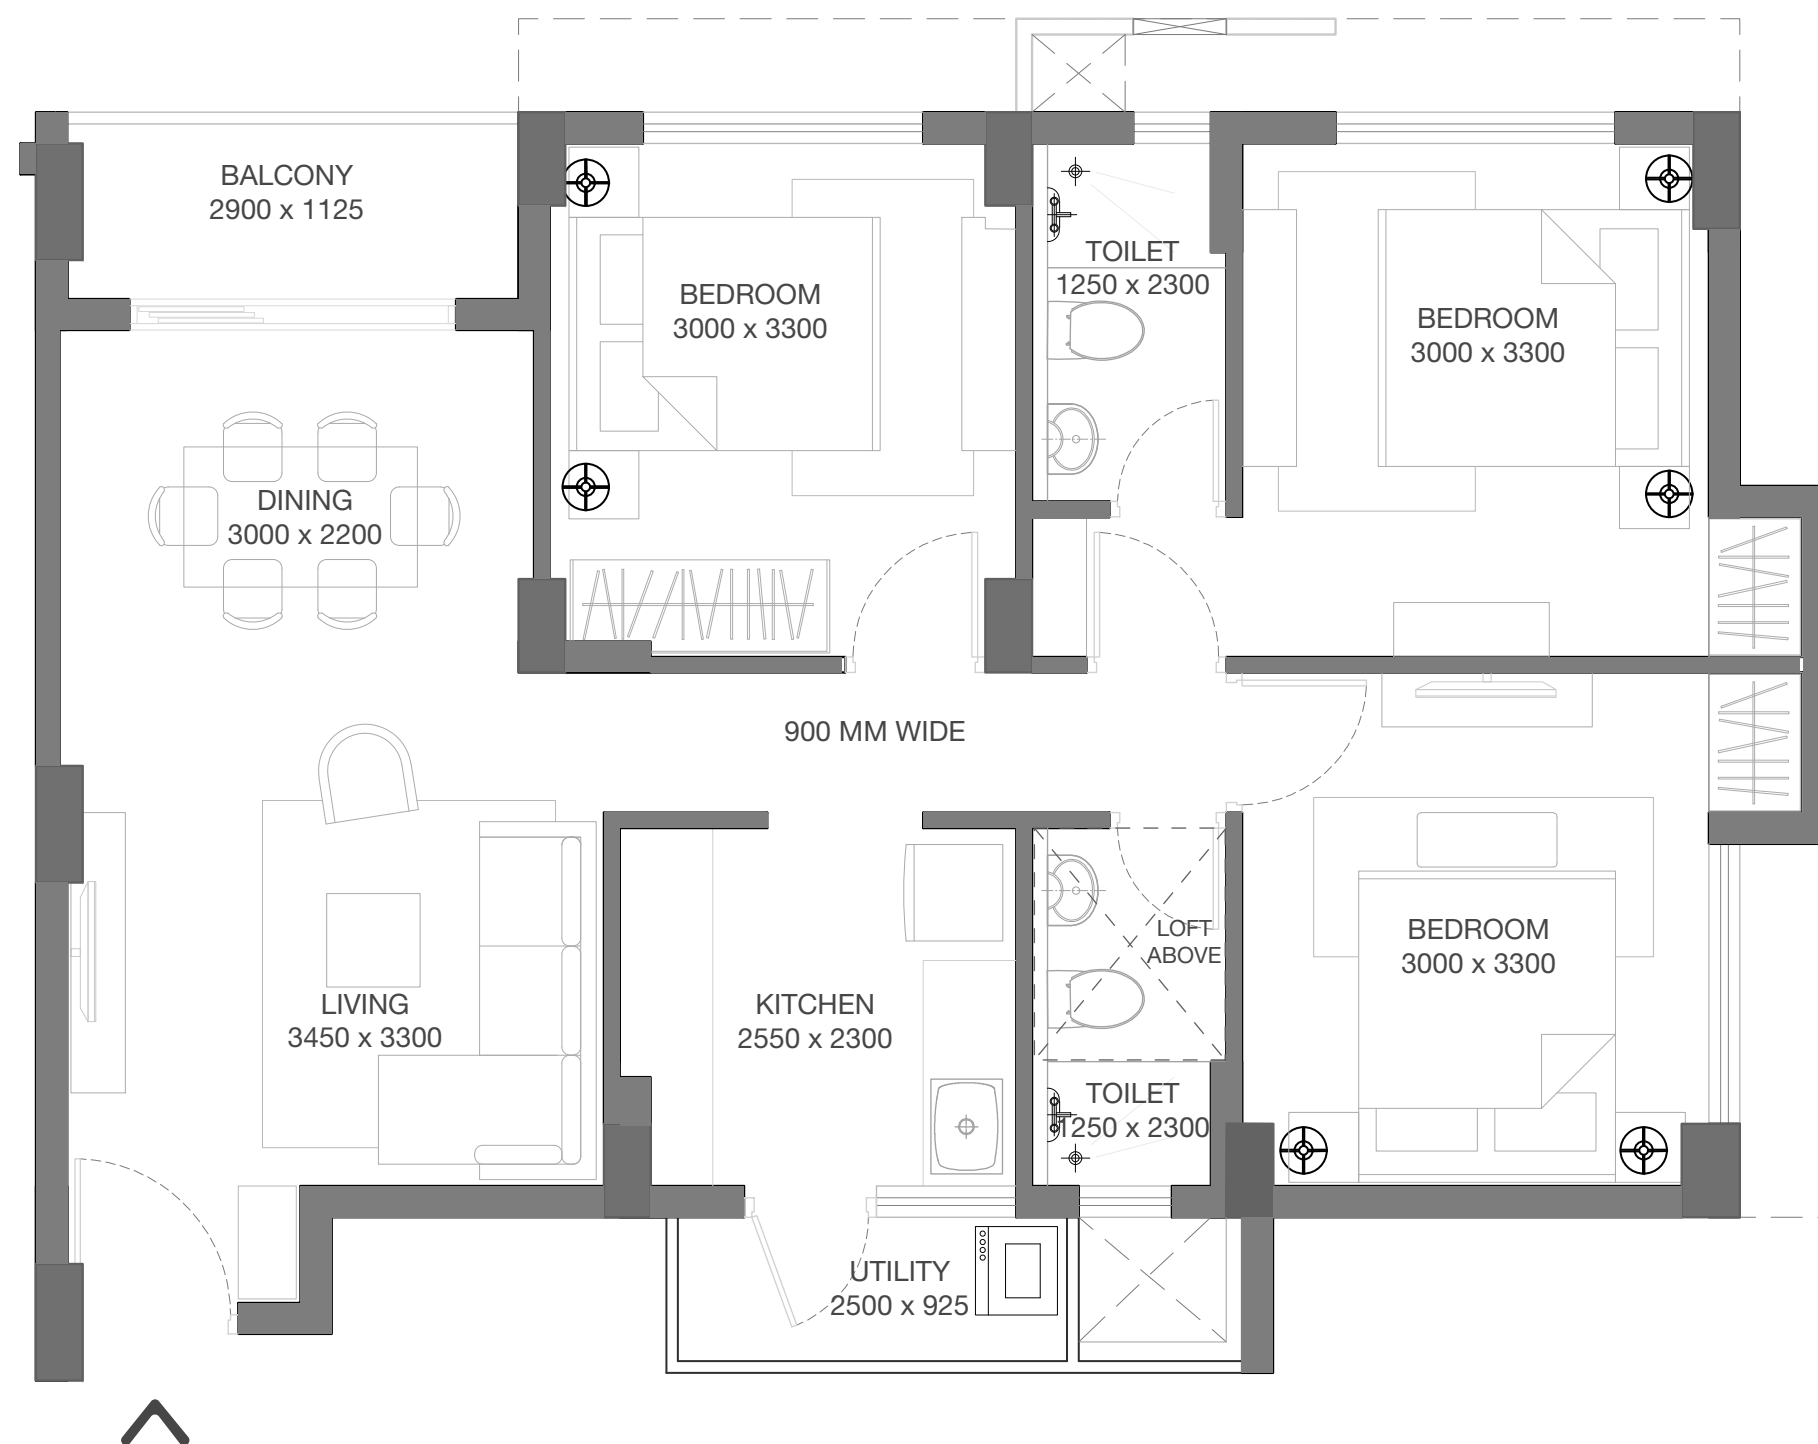 BALCONY
2900 x 1125
BEDROOM
3000 x 3300
TOILET
1250 x 2300
BEDROOM
3000 x 3300
DINING
3000 x 2200
900 MM WIDE
LIVING
3450 x 3300
KITCHEN
2550 x 2300
LOFT
ABOVE
BEDROOM
3000 x 3300
TOILET
1250 x 2300
UTILITY
2500 x 925